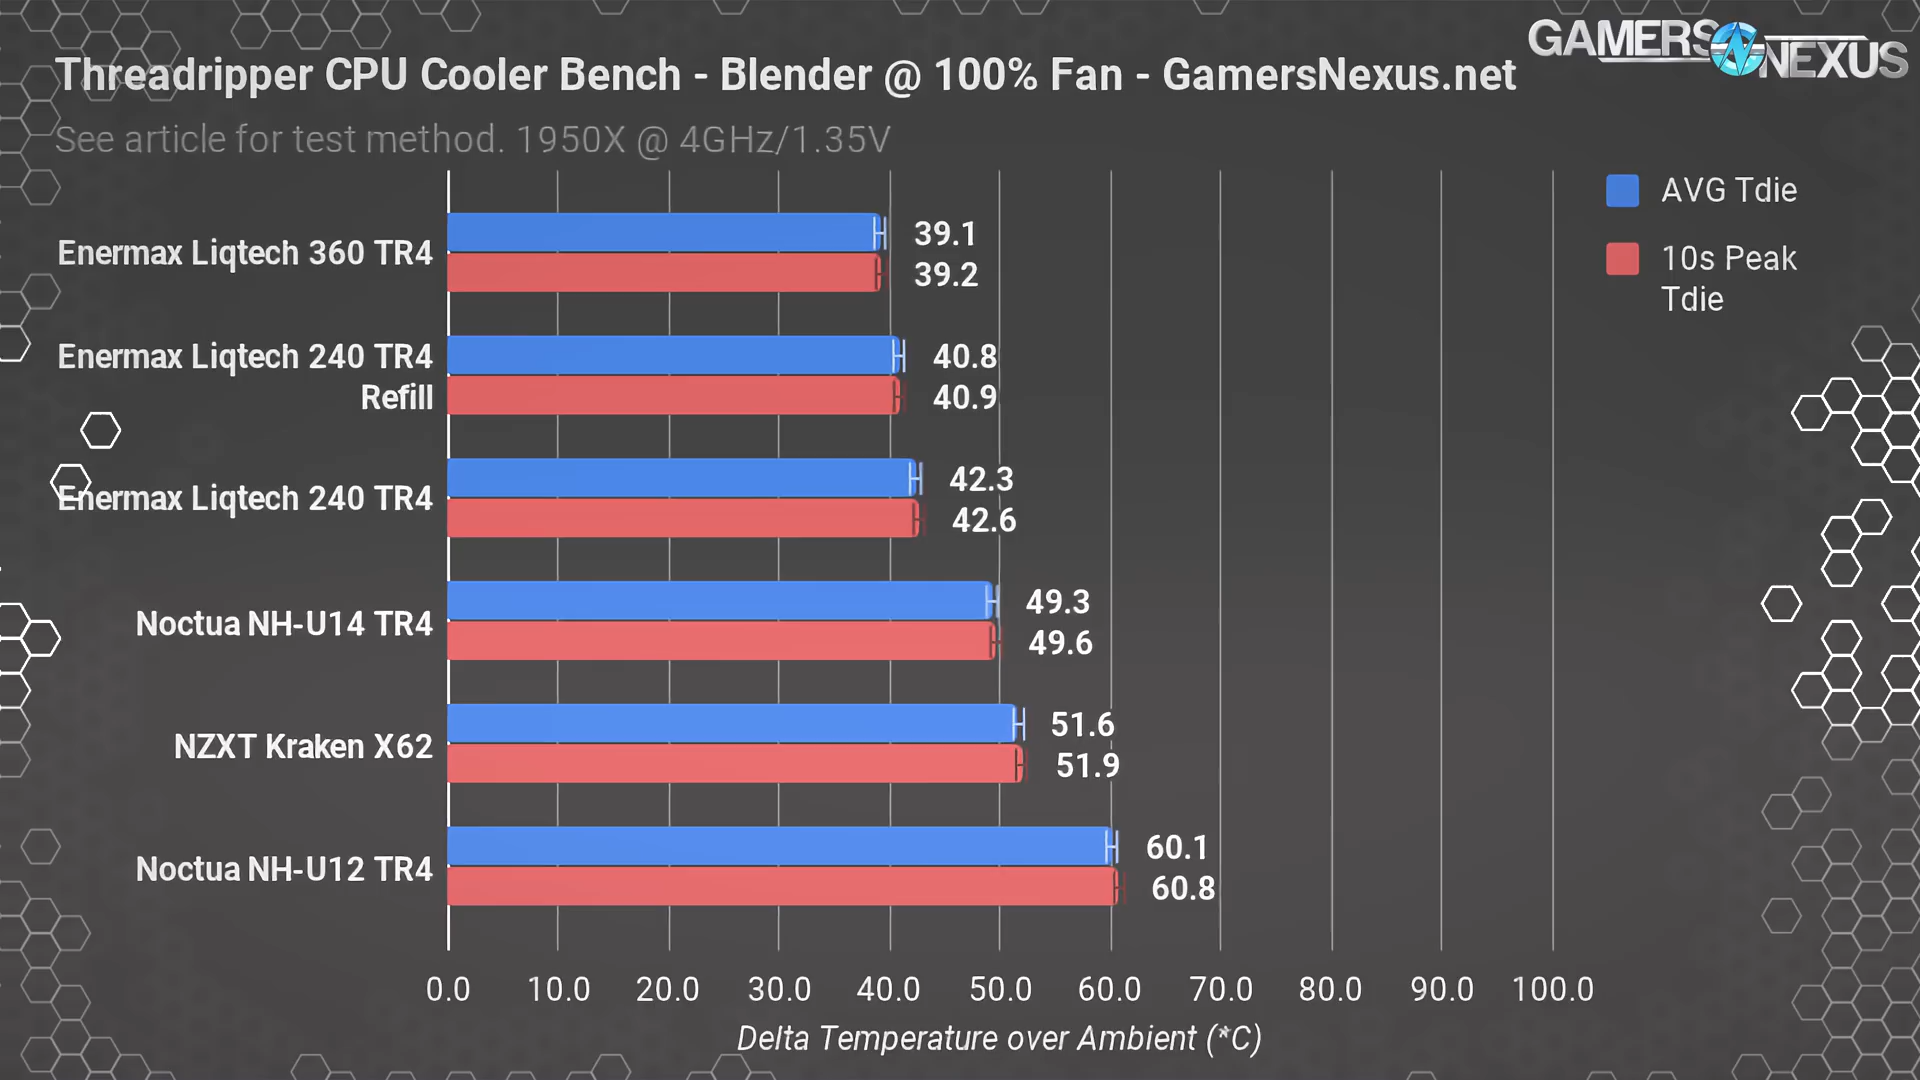 GAMERS NEXUS
Threadripper CPU Cooler Bench - Blender @ 100% Fan - GamersNexus.net
See article for test method. 1950X @ 4GHz/1.35V
AVG Tdie
10s Peak
Tdie
Enermax Liqtech 360 TR4
39.1
39.2
Enermax Liqtech 240 TR4
Refill
40.8
40.9
Enermax Liqtech 240 TR4
42.3
42.6
Noctua NH-U14 TR4
49.3
49.6
NZXT Kraken X62
51.6
51.9
Noctua NH-U12 TR4
60.1
60.8
0.0 10.0 20.0 30.0 40.0 50.0 60.0 70.0 80.0 90.0 100.0
Delta Temperature over Ambient (*C)